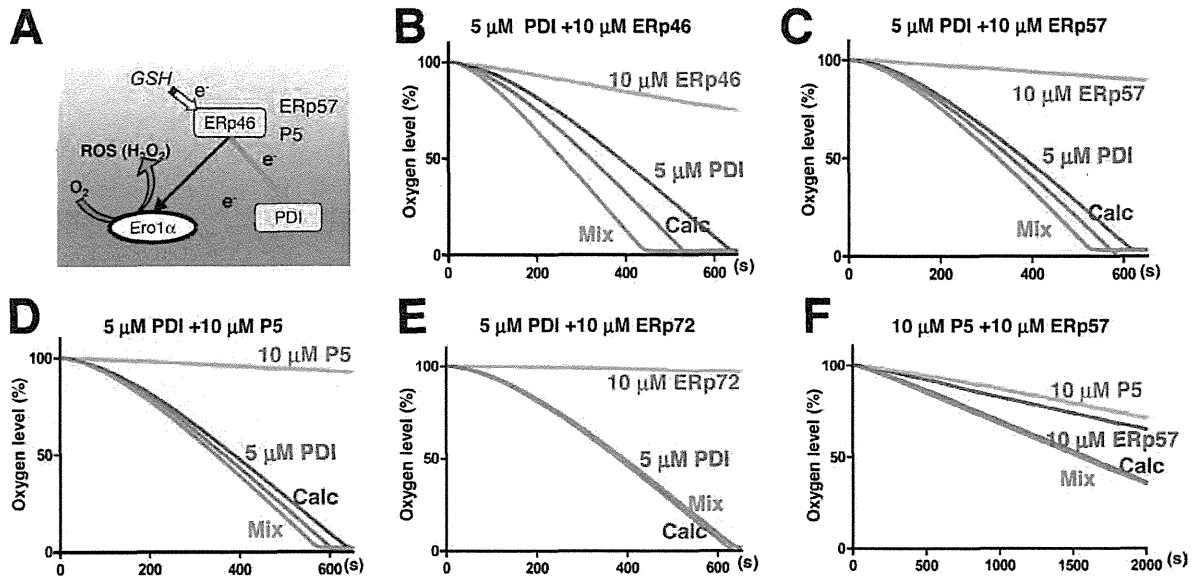 A
GSH
e-
ERp57
ERp46
P5
ROS (H2O2)
e-
O2
e-
PDI
Ero1α
B
5 μM PDI +10 μM ERp46
Oxygen level (%)
100
50
0
10 μM ERp46
5 μM PDI
Calc
Mix
0 200 400 600 (s)
C
5 μM PDI +10 μM ERp57
Oxygen level (%)
100
50
0
10 μM ERp57
5 μM PDI
Calc
Mix
0 200 400 600 (s)
D
5 μM PDI +10 μM P5
Oxygen level (%)
100
50
0
10 μM P5
5 μM PDI
Calc
Mix
0 200 400 600 (s)
E
5 μM PDI +10 μM ERp72
Oxygen level (%)
100
50
0
10 μM ERp72
5 μM PDI
Mix
Calc
0 200 400 600 (s)
F
10 μM P5 +10 μM ERp57
Oxygen level (%)
100
50
0
10 μM P5
10 μM ERp57
Calc
Mix
0 500 1000 1500 2000 (s)